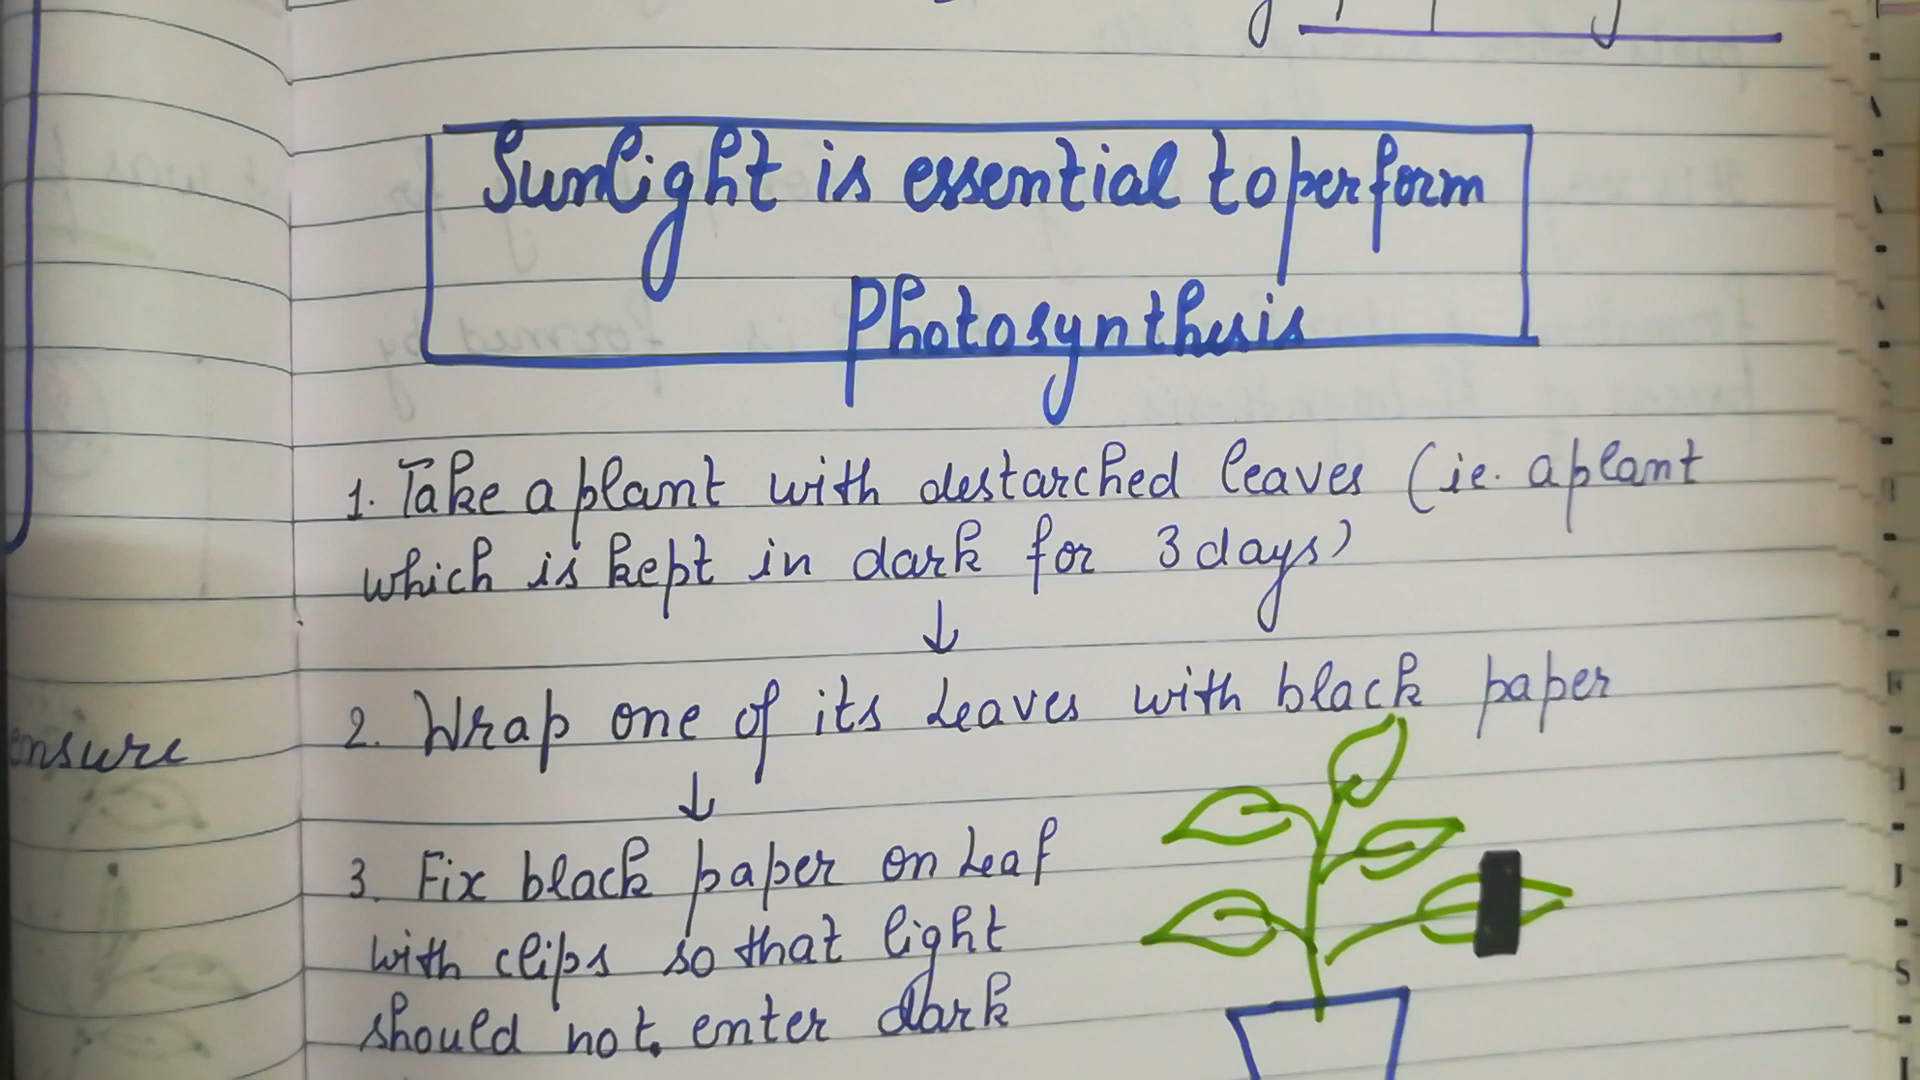 Sunlight is essential to perform
Photosynthesis
1. Take a plant with destarched leaves (ie. a plant
which is kept in dark for 3 days)
↓
2. Wrap one of its leaves with black paper
↓
ensure
3. Fix black paper on leaf
with clips so that light
should not enter dark